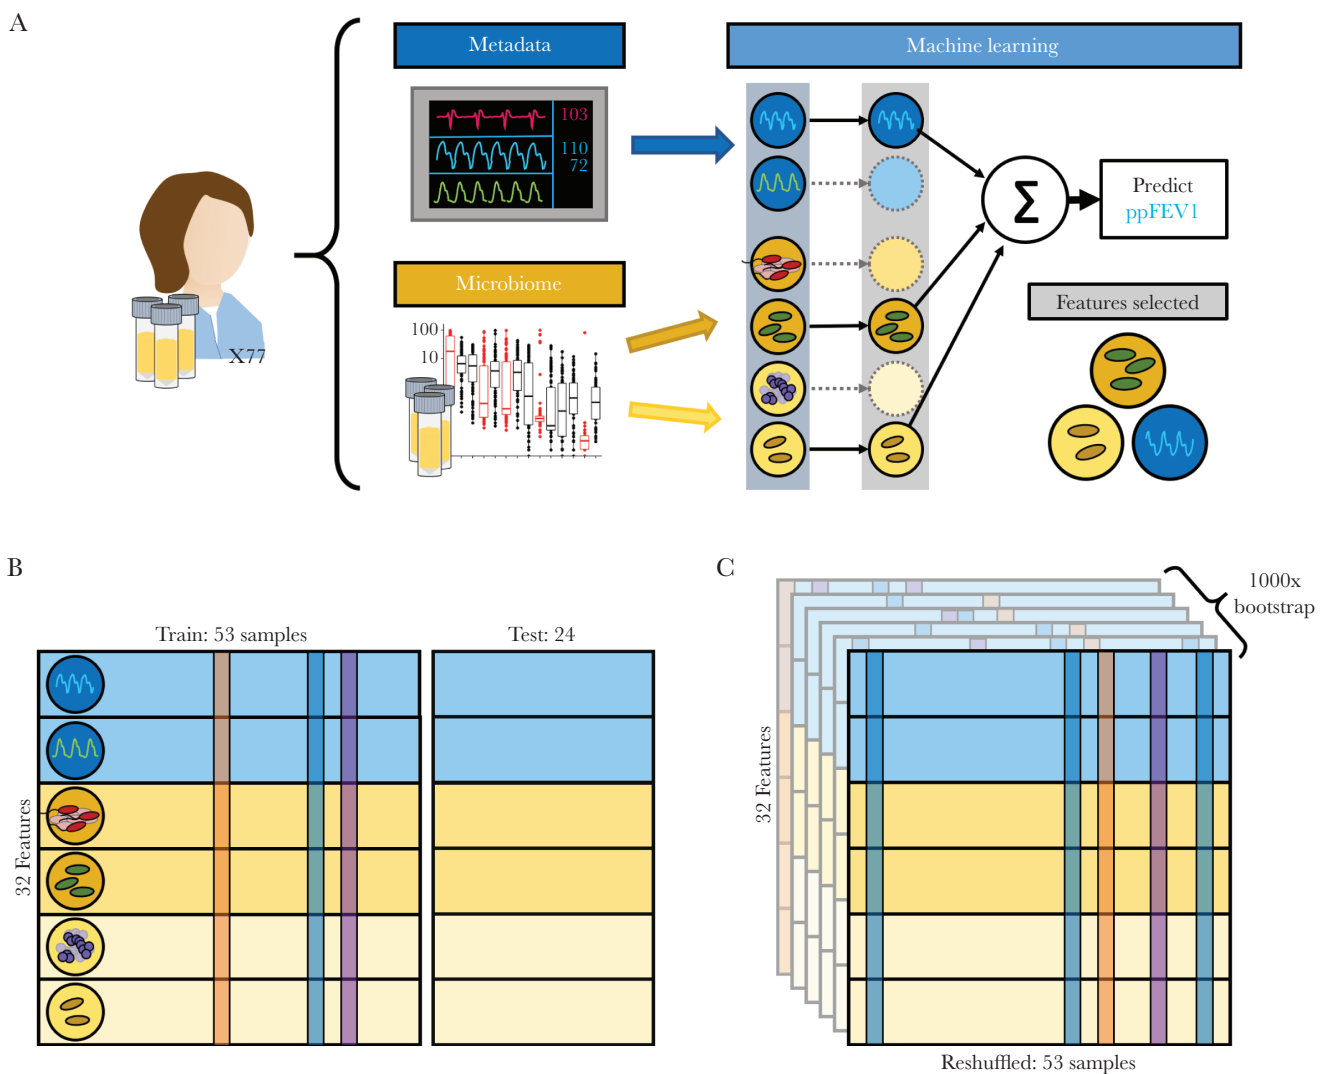 A
Metadata
Machine learning
103
110
72
Σ
Predict
ppFEV1
Microbiome
Features selected
100
10
X77
B
Train: 53 samples
Test: 24
32 Features
C
1000x
bootstrap
32 Features
Reshuffled: 53 samples